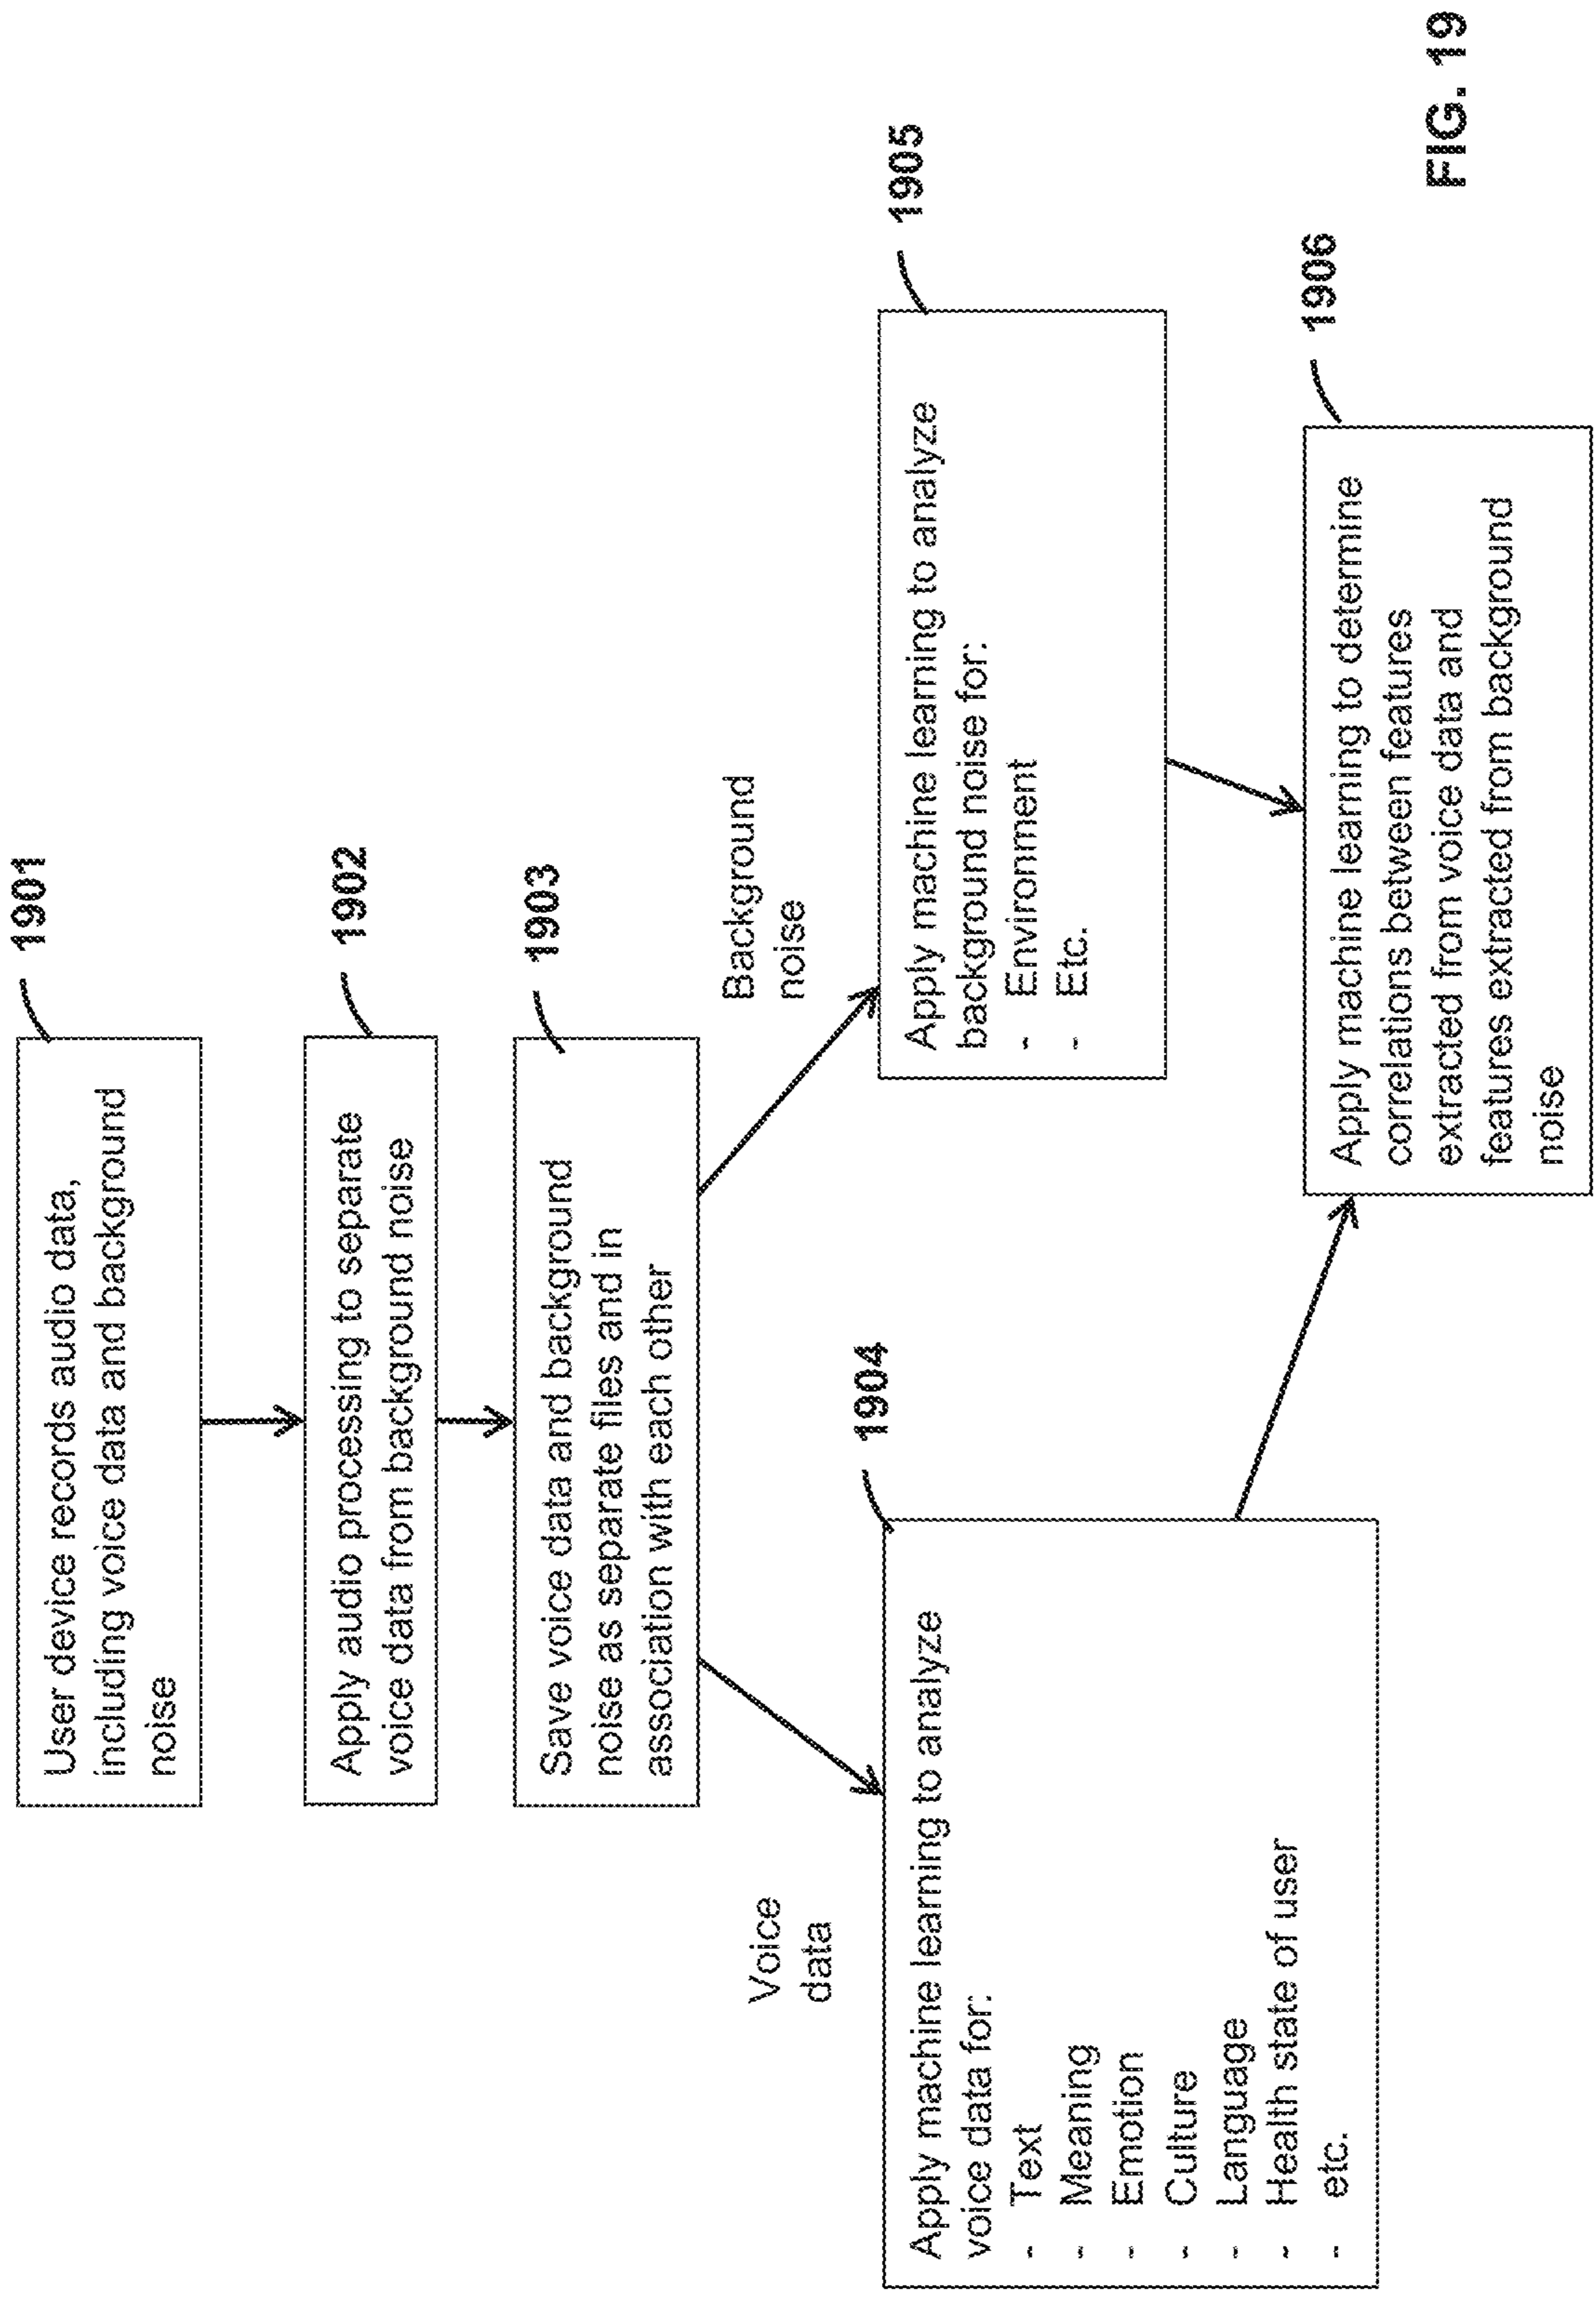 1901
User device records audio data,
including voice data and background
noise
1902
Apply audio processing to separate
voice data from background noise
1903
Save voice data and background
noise as separate files and in
association with each other
Voice
data
Background
noise
1904
Apply machine learning to analyze
voice data for:
- Text
- Meaning
- Emotion
- Culture
- Language
- Health state of user
- etc.
1905
Apply machine learning to analyze
background noise for:
- Environment
- Etc.
1906
Apply machine learning to determine
correlations between features
extracted from voice data and
features extracted from background
noise
FIG. 19